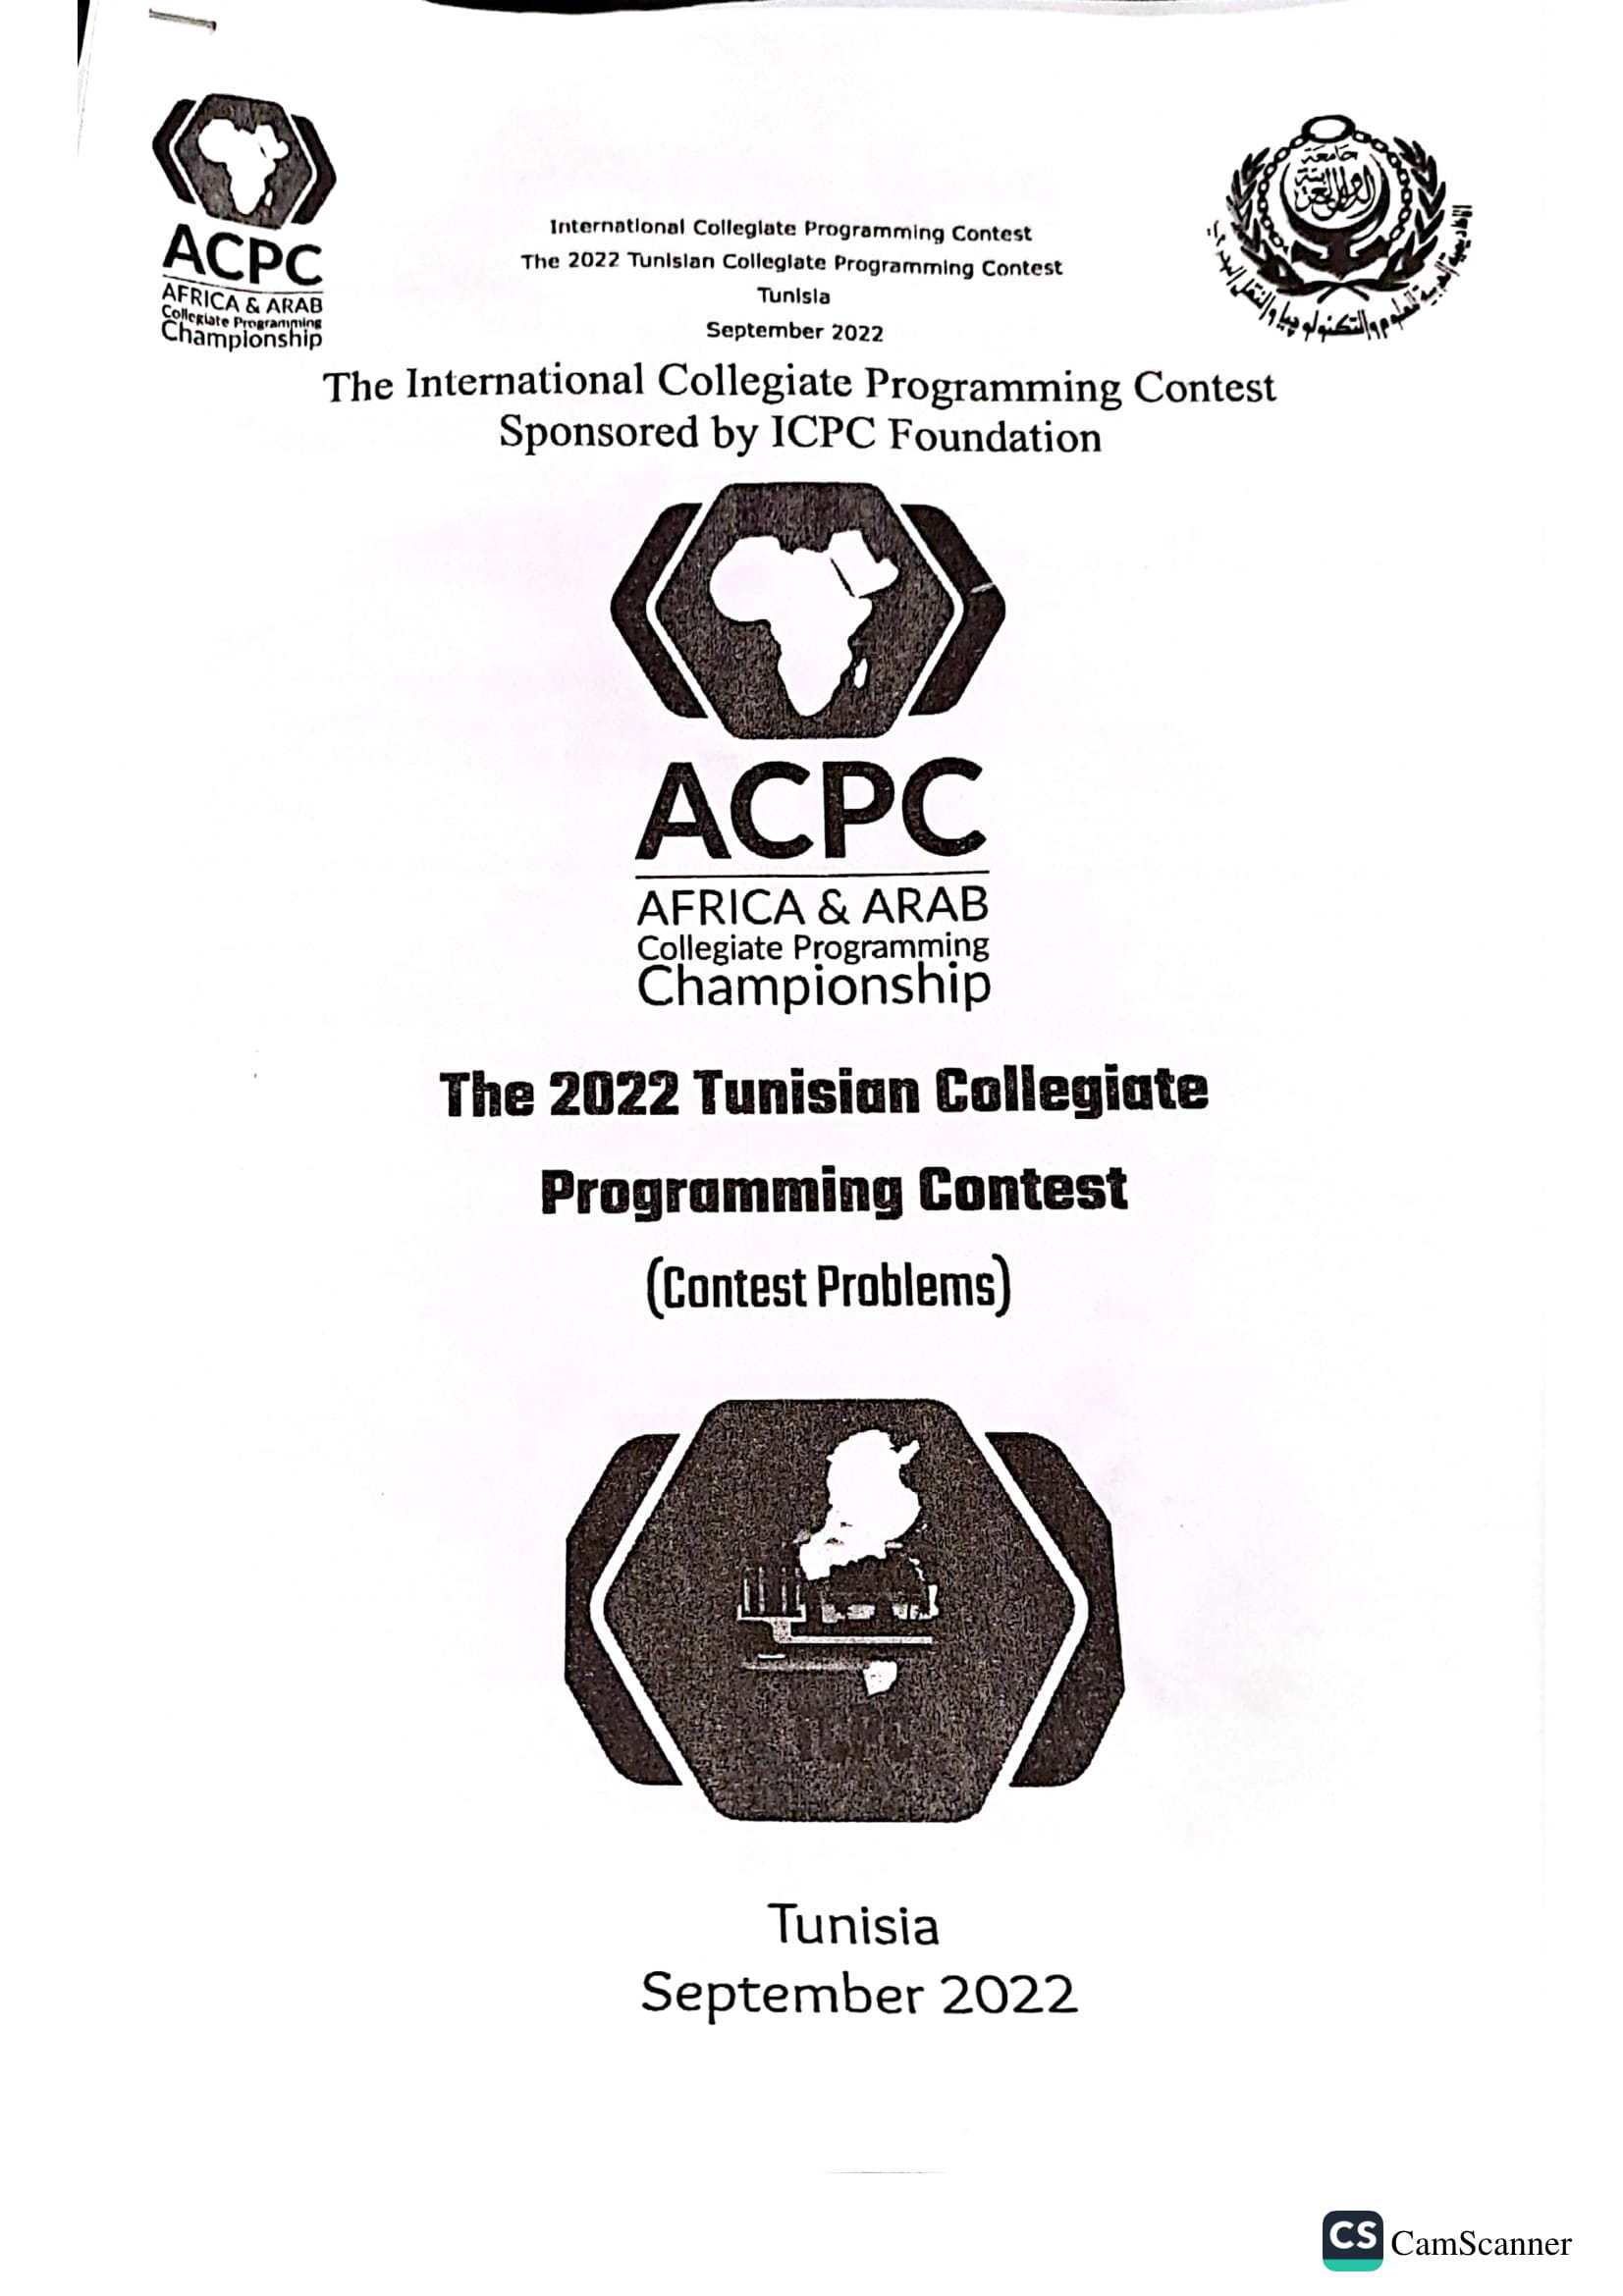 ACPC
AFRICA & ARAB
Collegiate Programming
Championship
International Collegiate Programming Contest
The 2022 Tunisian Collegiate Programming Contest
Tunisia
September 2022
جامعة
الدول العربية
الأكاديمية العربية للعلوم والتكنولوجيا والنقل البحري
The International Collegiate Programming Contest
Sponsored by ICPC Foundation
ACPC
AFRICA & ARAB
Collegiate Programming
Championship
The 2022 Tunisian Collegiate
Programming Contest
(Contest Problems)
Tunisia
September 2022
CS CamScanner